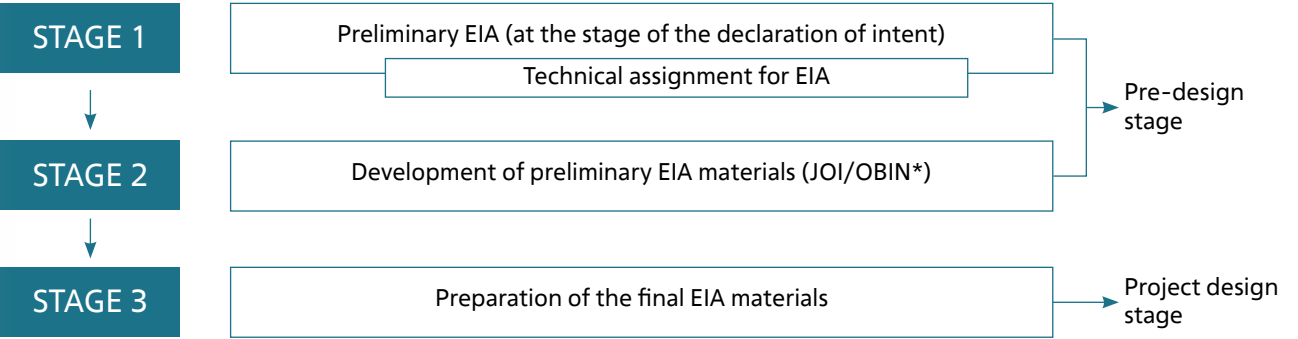 STAGE 1
Preliminary EIA (at the stage of the declaration of intent)
Technical assignment for EIA
Pre-design
stage
STAGE 2
Development of preliminary EIA materials (JOI/OBIN*)
STAGE 3
Preparation of the final EIA materials
Project design
stage